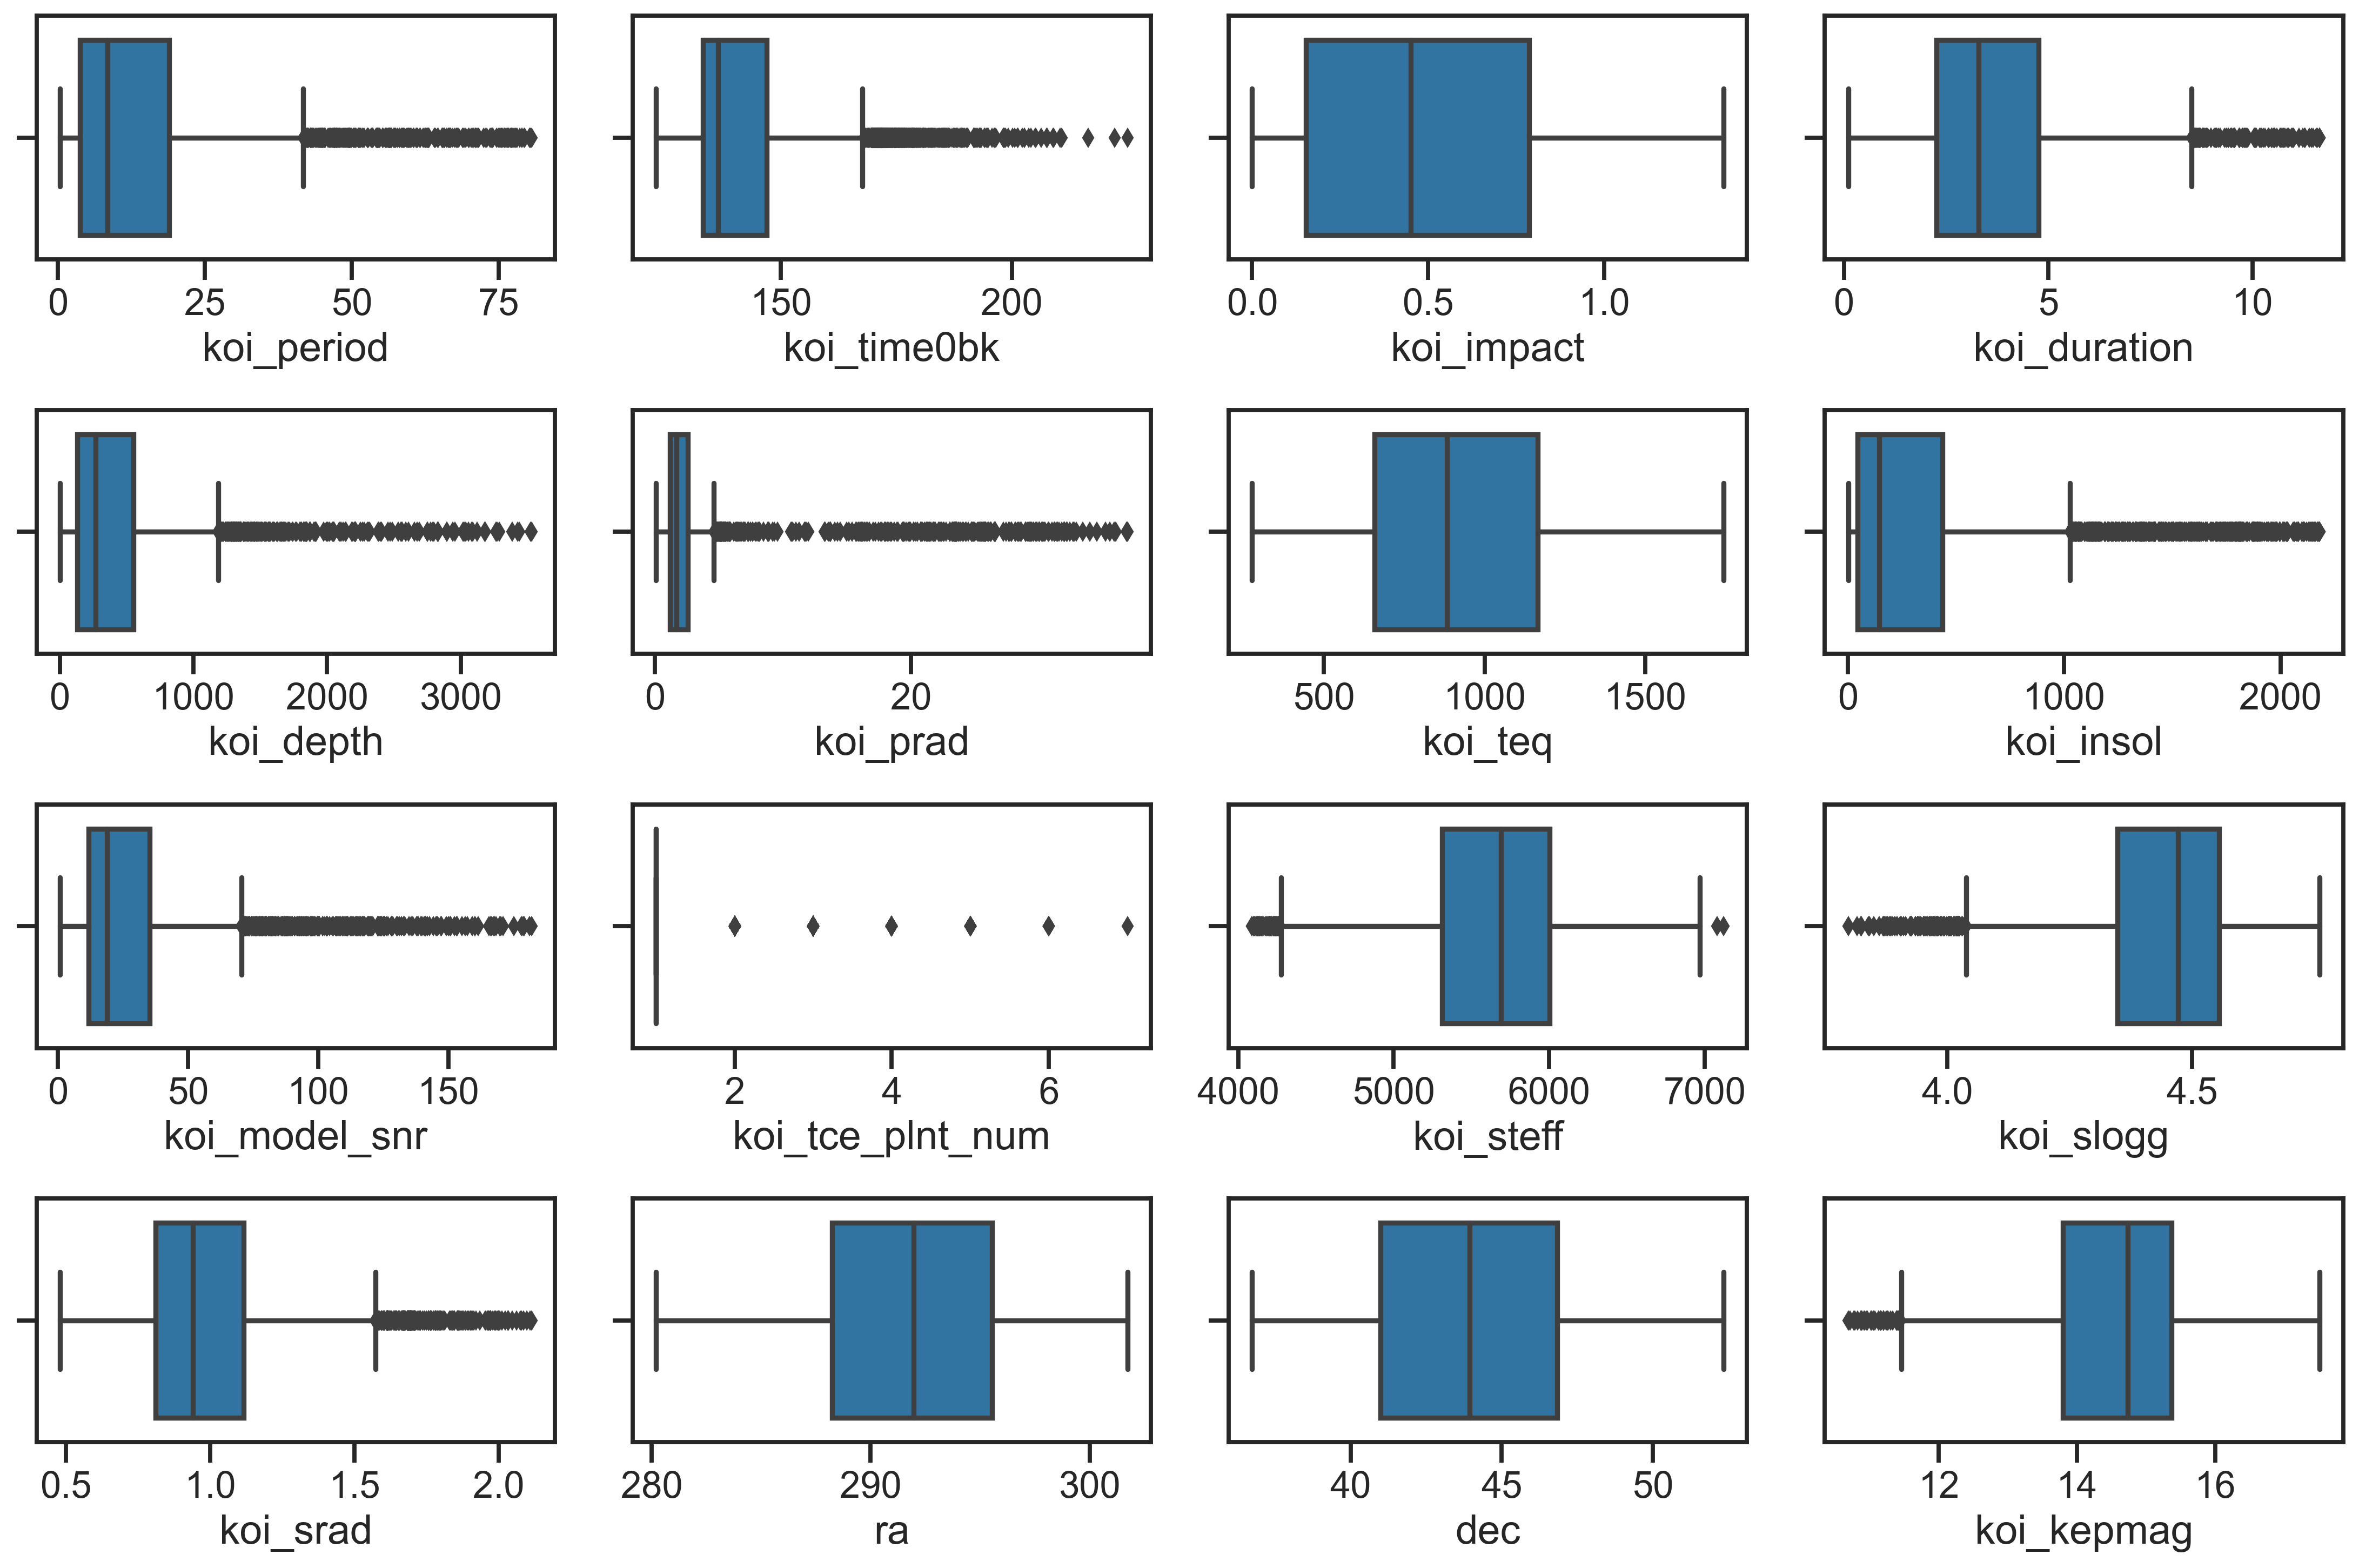 0 25 50 75
koi_period
150 200
koi_time0bk
0.0 0.5 1.0
koi_impact
0 5 10
koi_duration
0 1000 2000 3000
koi_depth
0 20
koi_prad
500 1000 1500
koi_teq
0 1000 2000
koi_insol
0 50 100 150
koi_model_snr
2 4 6
koi_tce_plnt_num
4000 5000 6000 7000
koi_steff
4.0 4.5
koi_slogg
0.5 1.0 1.5 2.0
koi_srad
280 290 300
ra
40 45 50
dec
12 14 16
koi_kepmag